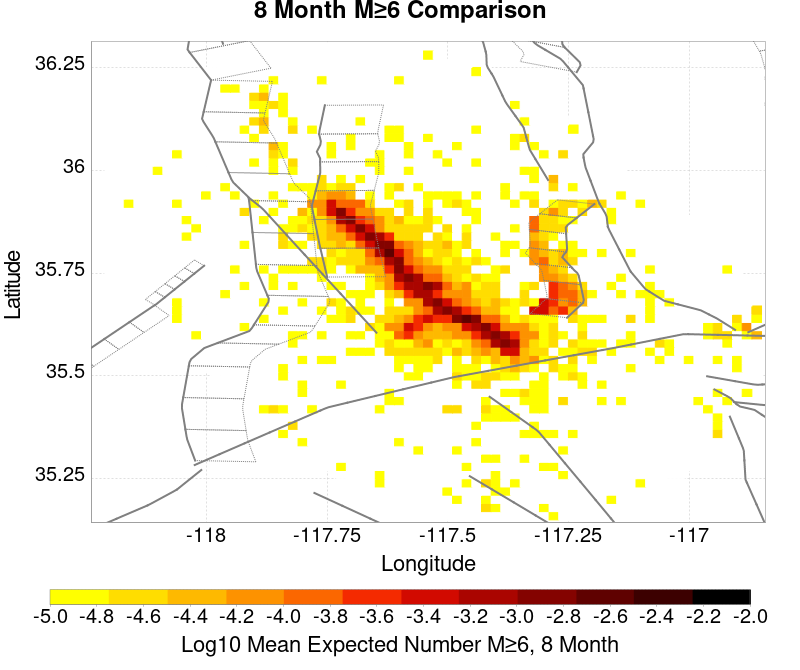 8 Month M≥6 Comparison
36.25
36
35.75
35.5
35.25
Latitude
-118 -117.75 -117.5 -117.25 -117
Longitude
-5.0 -4.8 -4.6 -4.4 -4.2 -4.0 -3.8 -3.6 -3.4 -3.2 -3.0 -2.8 -2.6 -2.4 -2.2 -2.0
Log10 Mean Expected Number M≥6, 8 Month